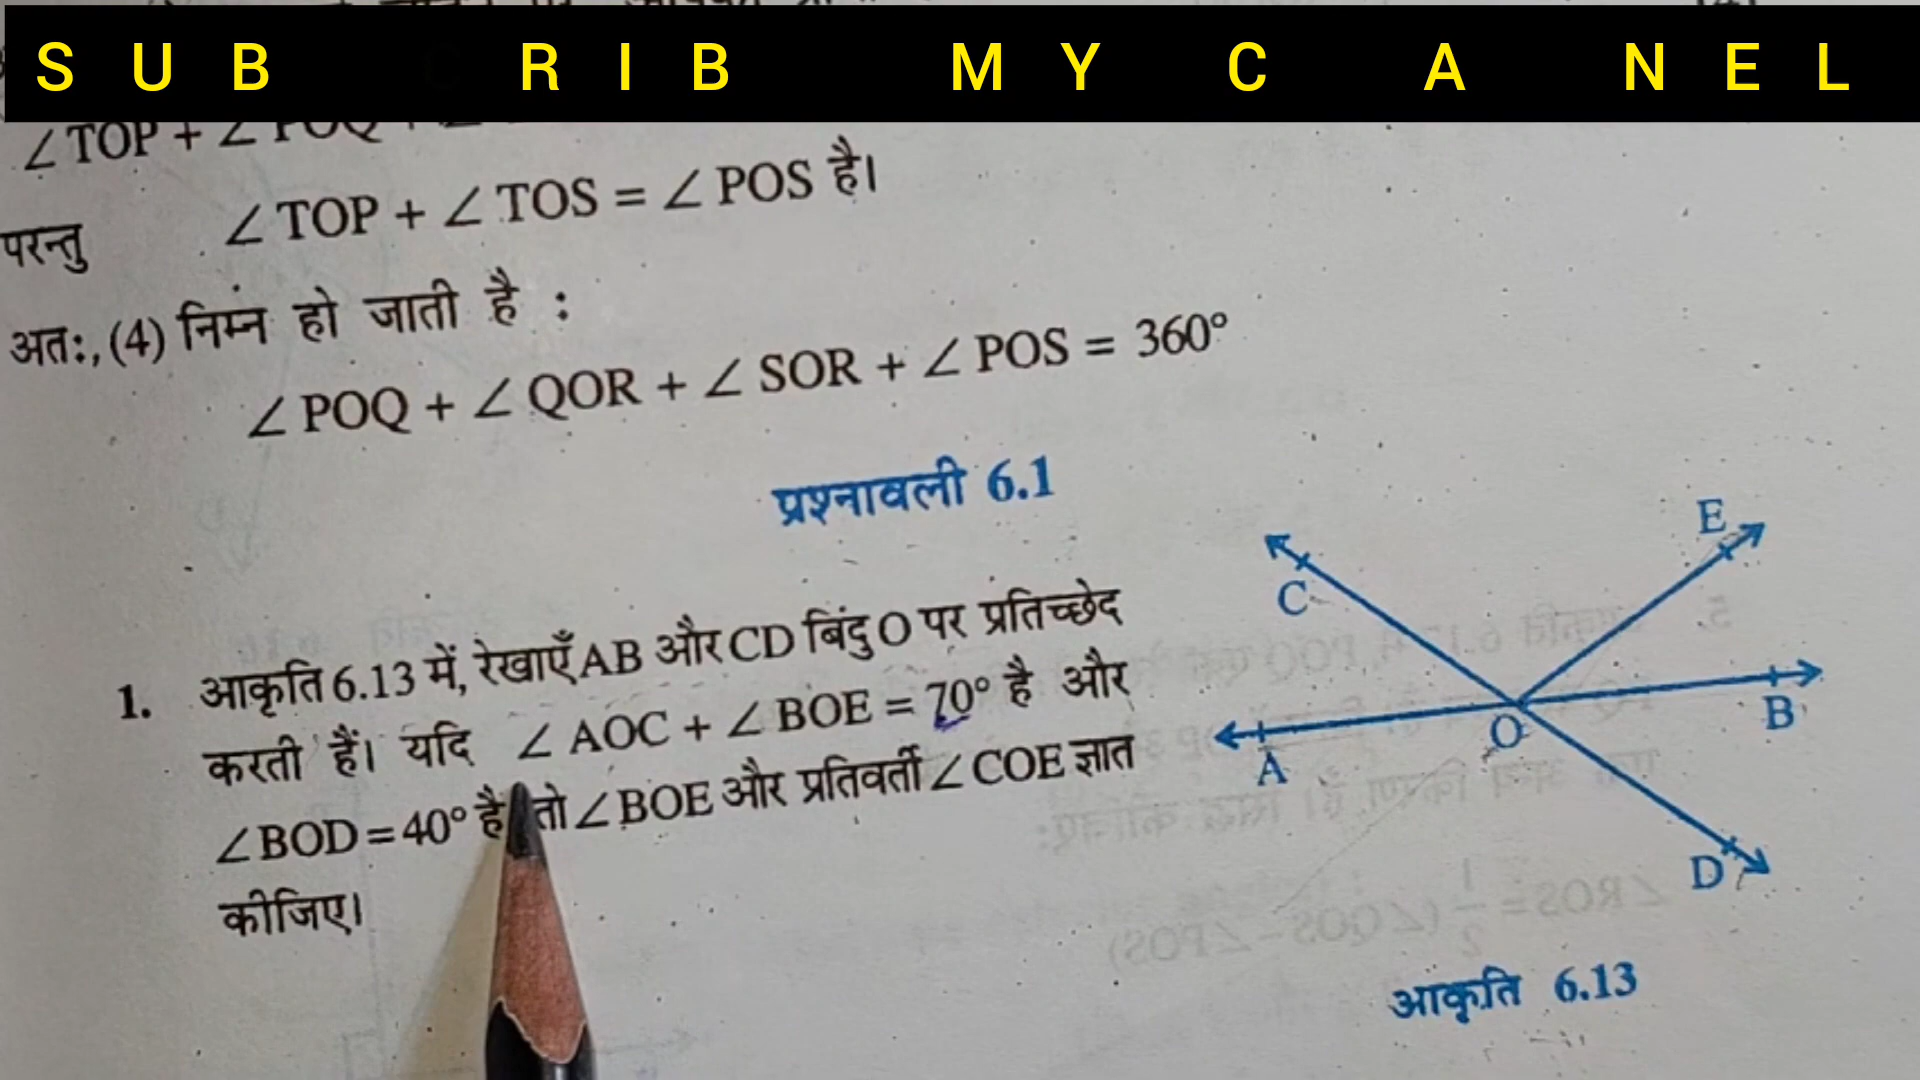 S U B R I B M Y C A N E L
∠TOP + ∠POQ +
परन्तु ∠TOP + ∠TOS = ∠POS है।
अतः, (4) निम्न हो जाती है :
∠POQ + ∠QOR + ∠SOR + ∠POS = 360°
प्रश्नावली 6.1
1. आकृति 6.13 में, रेखाएँ AB और CD बिंदु O पर प्रतिच्छेद
करती हैं। यदि ∠AOC + ∠BOE = 70° है और
∠BOD = 40° है तो ∠BOE और प्रतिवर्ती ∠COE ज्ञात
कीजिए।
E
C
O
B
A
D
आकृति 6.13